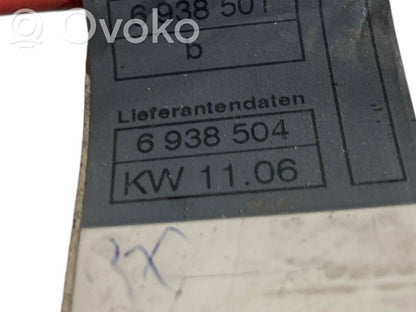 Ovoko
6 938 501
p
Lieferantendaten
6 938 504
KW 11.06